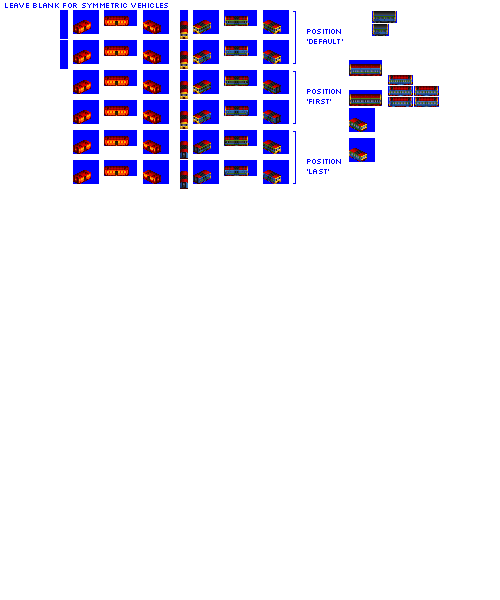 LEAVE BLANK FOR SYMMETRIC VEHICLES
POSITION
'DEFAULT'
POSITION
'FIRST'
POSITION
'LAST'